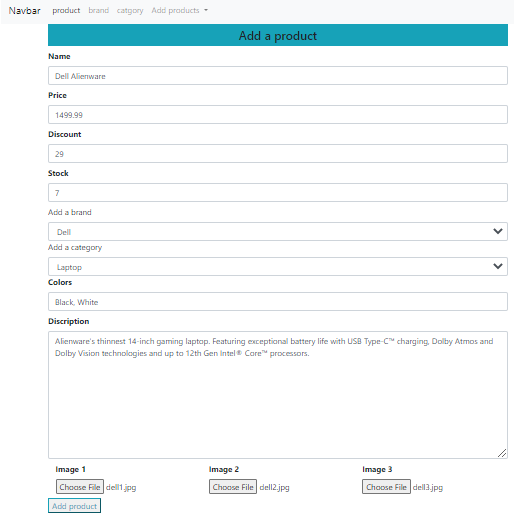 Navbar product brand catgory Add products
Add a product
Name
Dell Alienware
Price
1499.99
Discount
29
Stock
7
Add a brand
Dell
Add a category
Laptop
Colors
Black, White
Discription
Alienware's thinnest 14-inch gaming laptop. Featuring exceptional battery life with USB Type-C™ charging, Dolby Atmos and
Dolby Vision technologies and up to 12th Gen Intel® Core™ processors.
Image 1 Image 2 Image 3
Choose File dell1.jpg Choose File dell2.jpg Choose File dell3.jpg
Add product